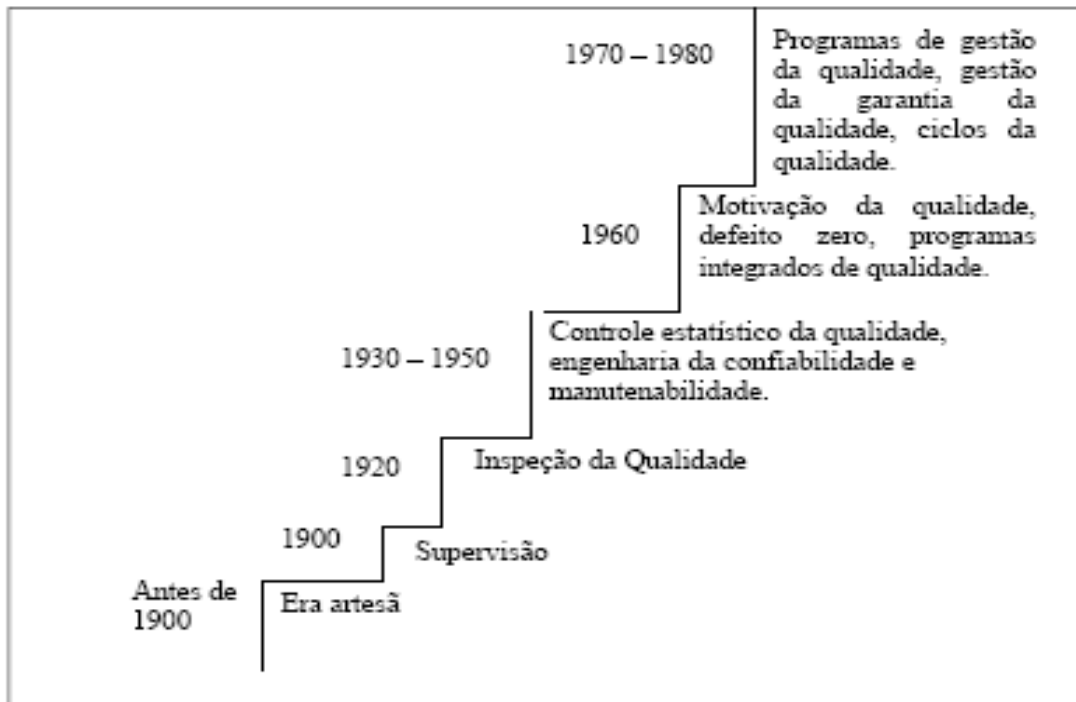 1970 – 1980
Programas de gestão
da qualidade, gestão
da garantia da
qualidade, ciclos da
qualidade.
1960
Motivação da qualidade,
defeito zero, programas
integrados de qualidade.
1930 – 1950
Controle estatístico da qualidade,
engenharia da confiabilidade e
manutenabilidade.
1920
Inspeção da Qualidade
1900
Supervisão
Antes de
1900
Era artesã